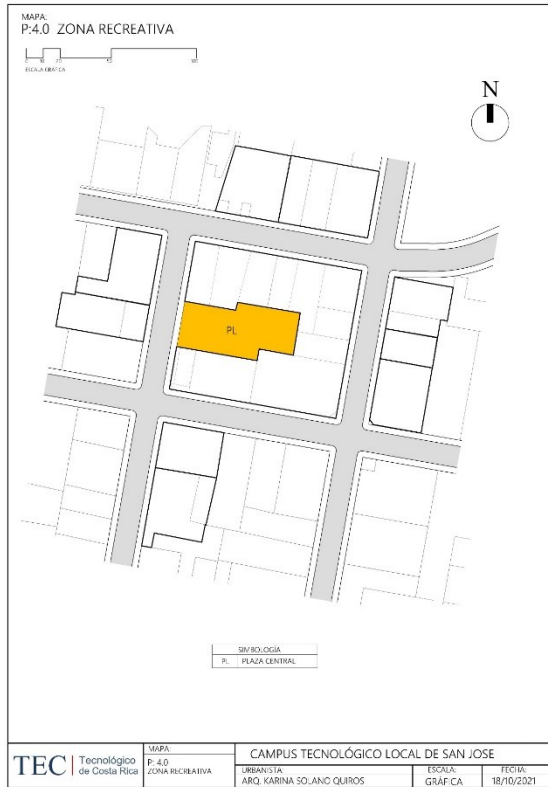 MAPA:
P:4.0 ZONA RECREATIVA
ESCALA GRAFICA
N
PL
SIMBOLOGÍA
PL PLAZA CENTRAL
TEC Tecnológico de Costa Rica
MAPA:
P: 4.0
ZONA RECREATIVA
CAMPUS TECNOLÓGICO LOCAL DE SAN JOSE
URBANISTA:
ARQ. KARINA SOLANO QUIROS
ESCALA:
GRÁFICA
FECHA:
18/10/2021